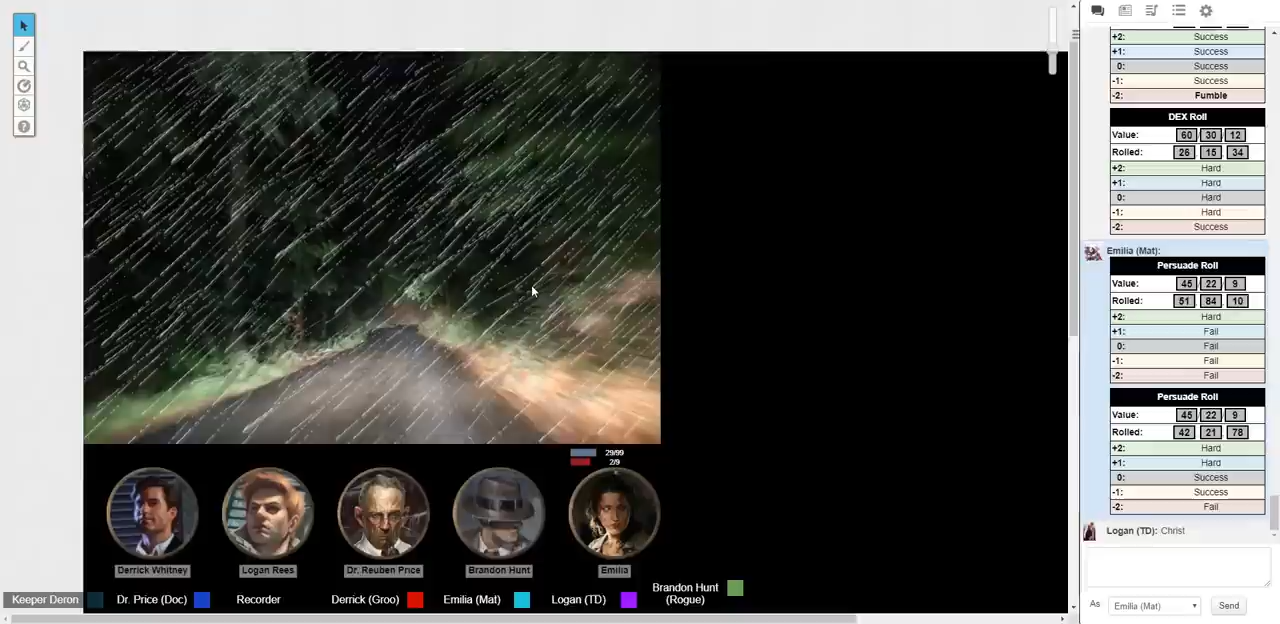 +2: Success
+1: Success
0: Success
-1: Success
-2: Fumble
DEX Roll
Value: 60 30 12
Rolled: 26 15 34
+2: Hard
+1: Hard
0: Hard
-1: Hard
-2: Success
Emilia (Mat):
Persuade Roll
Value: 45 22 9
Rolled: 51 84 10
+2: Hard
+1: Fail
0: Fail
-1: Fail
-2: Fail
Persuade Roll
Value: 45 22 9
Rolled: 42 21 78
+2: Hard
+1: Hard
0: Success
-1: Success
-2: Fail
Logan (TD): Christ
As Emilia (Mat) Send
29/99
2/9
Derrick Whitney Logan Rees Dr. Reuben Price Brandon Hunt Emilia
Keeper Deron Dr. Price (Doc) Recorder Derrick (Groo) Emilia (Mat) Logan (TD) Brandon Hunt
(Rogue)